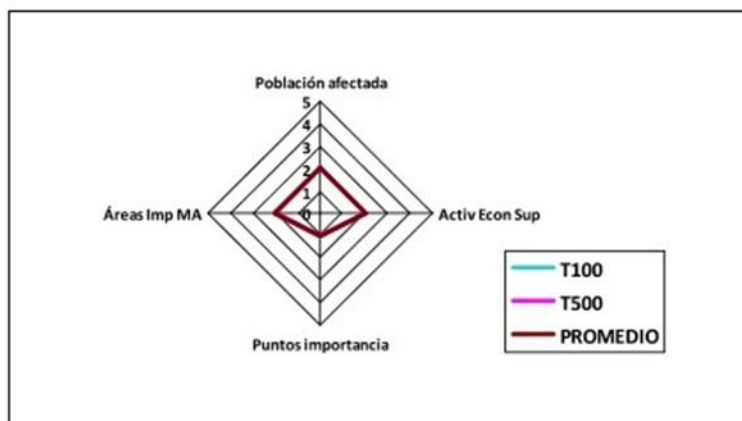 Población afectada
5
4
3
2
1
0
Áreas Imp MA
Activ Econ Sup
Puntos importancia
T100
T500
PROMEDIO